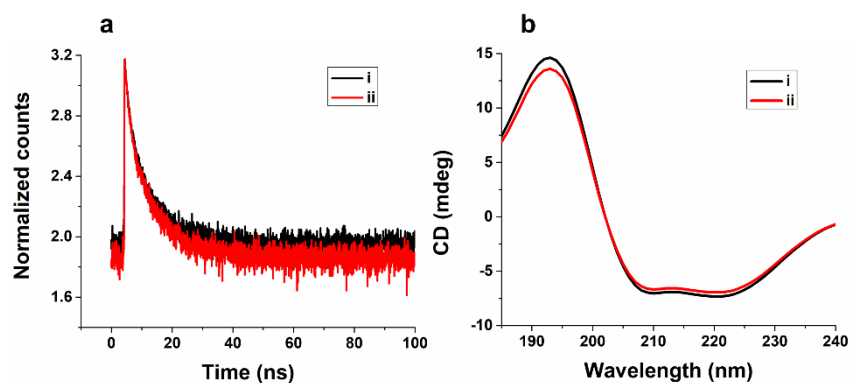 a
Normalized counts
3.2
2.8
2.4
2.0
1.6
i
ii
0
20
40
60
80
100
Time (ns)
b
CD (mdeg)
15
10
5
0
-5
-10
i
ii
190
200
210
220
230
240
Wavelength (nm)